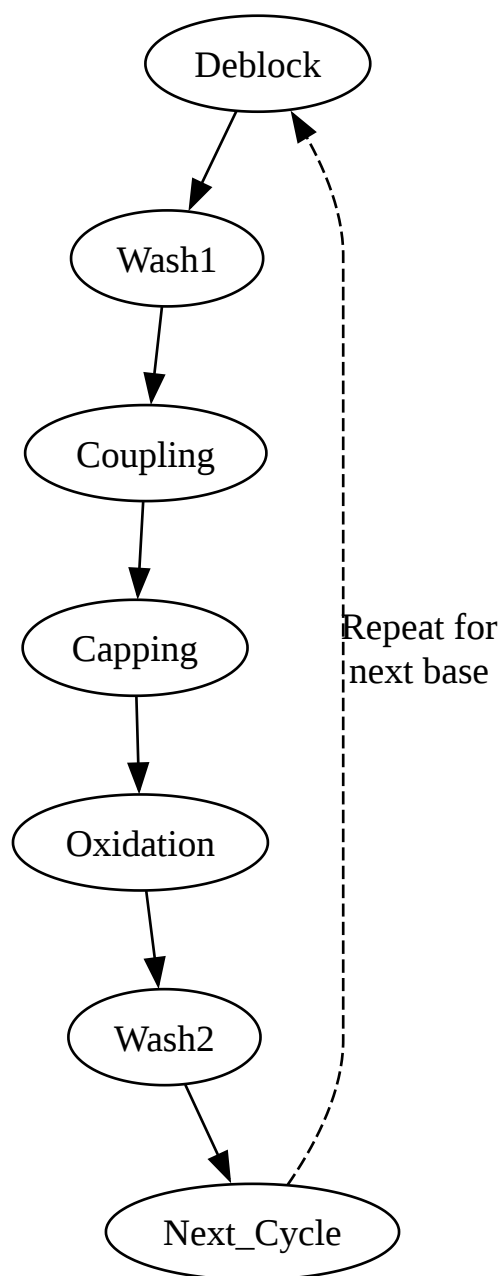 Deblock
Wash1
Coupling
Capping
Repeat for
next base
Oxidation
Wash2
Next_Cycle